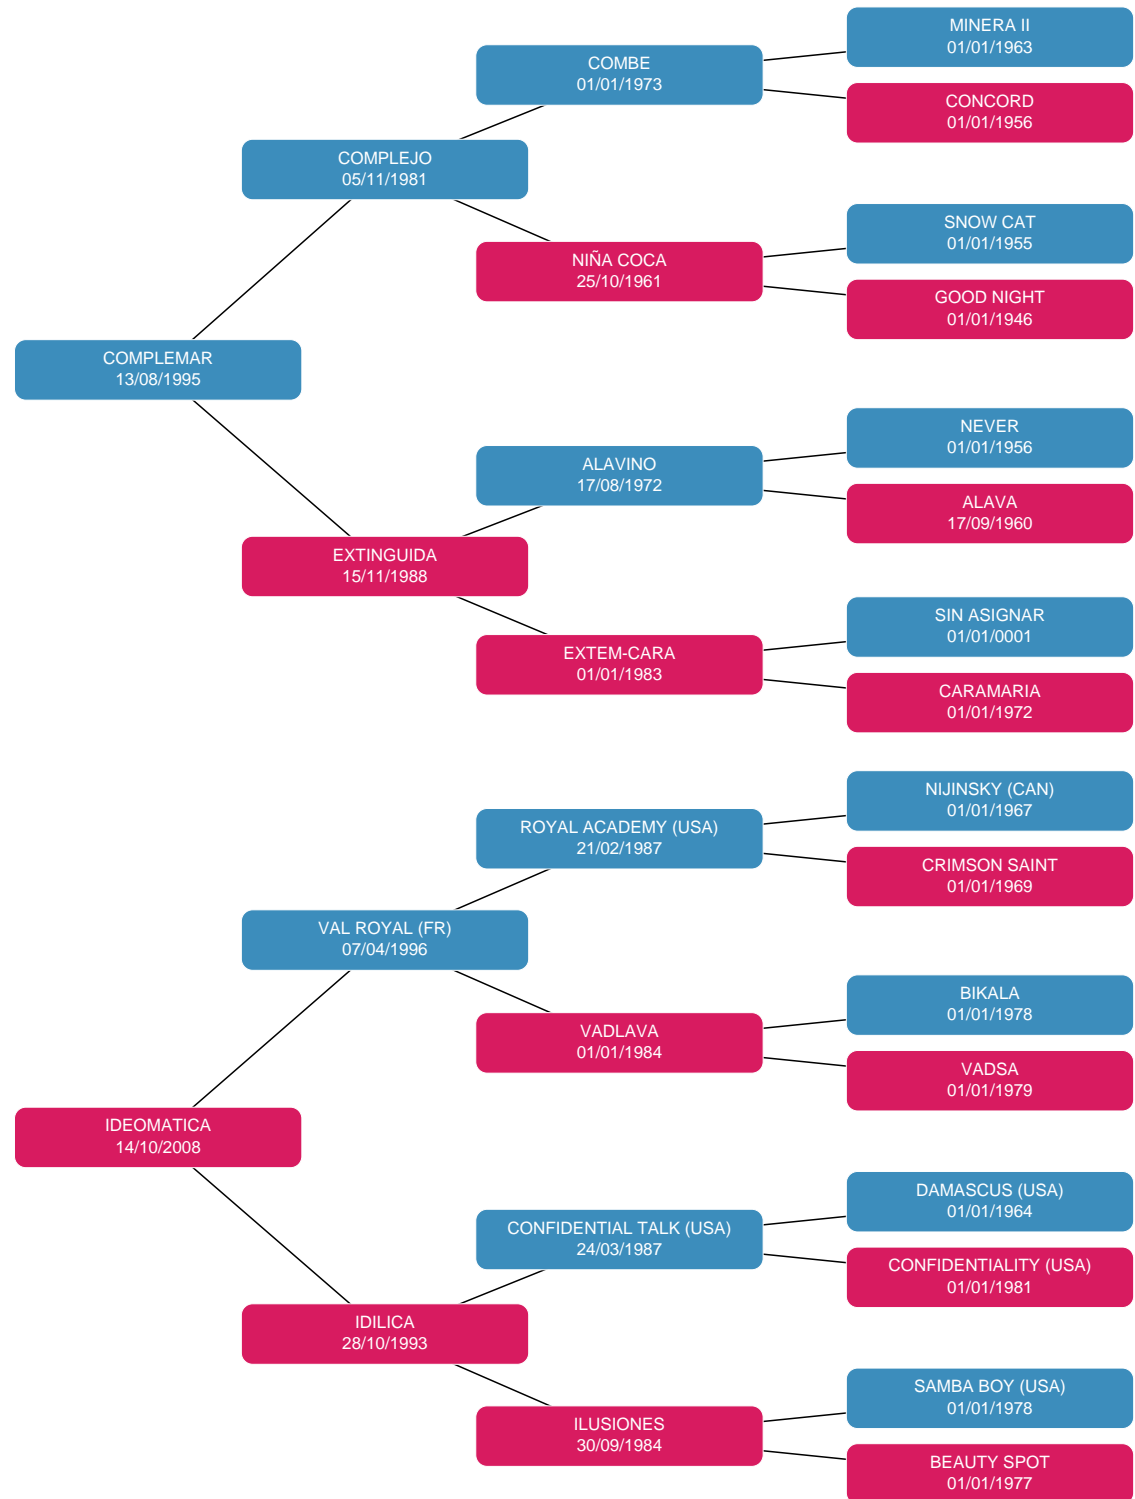 MINERA II
01/01/1963
COMBE
01/01/1973
CONCORD
01/01/1956
COMPLEJO
05/11/1981
SNOW CAT
01/01/1955
NIÑA COCA
25/10/1961
GOOD NIGHT
01/01/1946
COMPLEMAR
13/08/1995
NEVER
01/01/1956
ALAVINO
17/08/1972
ALAVA
17/09/1960
EXTINGUIDA
15/11/1988
SIN ASIGNAR
01/01/0001
EXTEM-CARA
01/01/1983
CARAMARIA
01/01/1972
NIJINSKY (CAN)
01/01/1967
ROYAL ACADEMY (USA)
21/02/1987
CRIMSON SAINT
01/01/1969
VAL ROYAL (FR)
07/04/1996
BIKALA
01/01/1978
VADLAVA
01/01/1984
VADSA
01/01/1979
IDEOMATICA
14/10/2008
DAMASCUS (USA)
01/01/1964
CONFIDENTIAL TALK (USA)
24/03/1987
CONFIDENTIALITY (USA)
01/01/1981
IDILICA
28/10/1993
SAMBA BOY (USA)
01/01/1978
ILUSIONES
30/09/1984
BEAUTY SPOT
01/01/1977